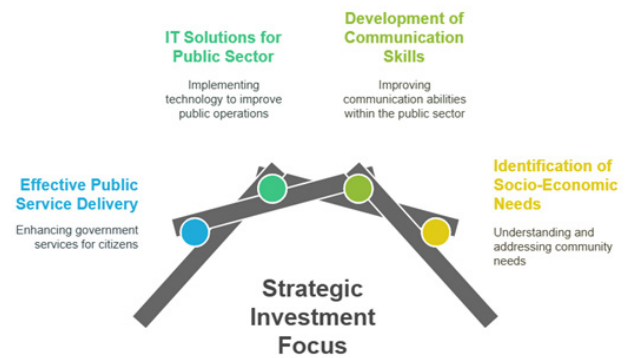 IT Solutions for
Public Sector
Implementing
technology to improve
public operations
Development of
Communication
Skills
Improving
communication abilities
within the public sector
Effective Public
Service Delivery
Enhancing government
services for citizens
Identification of
Socio-Economic
Needs
Understanding and
addressing community
needs
Strategic
Investment
Focus